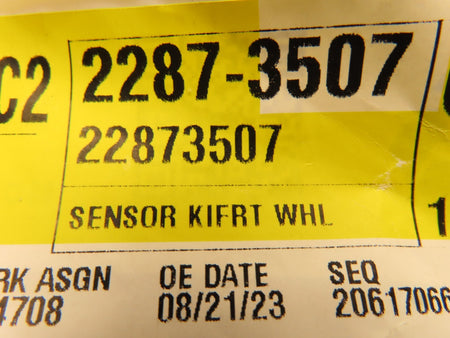 C2
2287-3507
22873507
SENSOR KIFRT WHL
1
RK ASGN OE DATE SEQ
4708 08/21/23 20617066